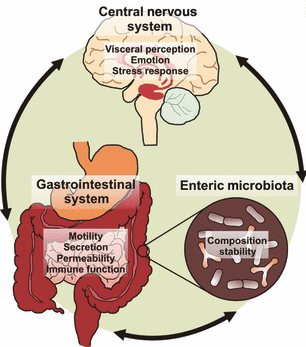 Central nervous
system
Visceral perception
Emotion
Stress response
Gastrointestinal
system
Motility
Secretion
Permeability
Immune function
Enteric microbiota
Composition
stability